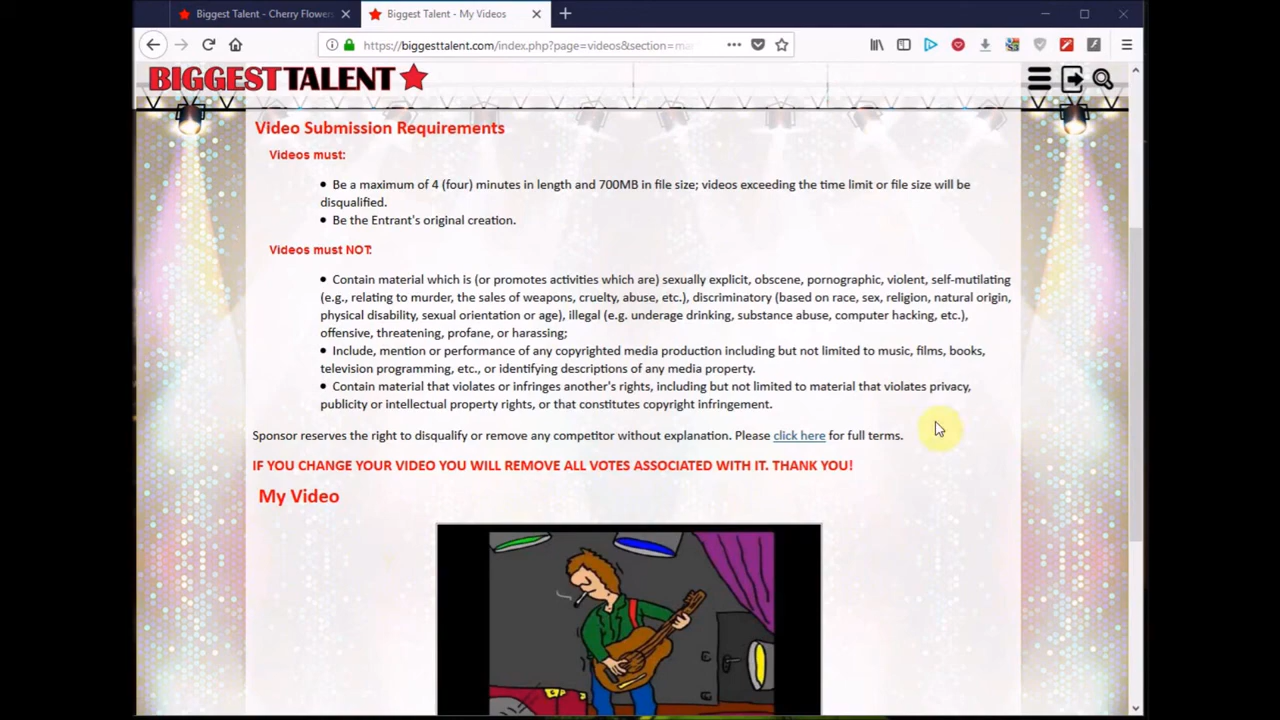 Biggest Talent - Cherry Flowers
Biggest Talent - My Videos
https://biggesttalent.com/index.php?page=videos&section=ma
BIGGEST TALENT
Video Submission Requirements
Videos must:
• Be a maximum of 4 (four) minutes in length and 700MB in file size; videos exceeding the time limit or file size will be
disqualified.
• Be the Entrant's original creation.
Videos must NOT:
• Contain material which is (or promotes activities which are) sexually explicit, obscene, pornographic, violent, self-mutilating
(e.g., relating to murder, the sales of weapons, cruelty, abuse, etc.), discriminatory (based on race, sex, religion, natural origin,
physical disability, sexual orientation or age), illegal (e.g. underage drinking, substance abuse, computer hacking, etc.),
offensive, threatening, profane, or harassing;
• Include, mention or performance of any copyrighted media production including but not limited to music, films, books,
television programming, etc., or identifying descriptions of any media property.
• Contain material that violates or infringes another's rights, including but not limited to material that violates privacy,
publicity or intellectual property rights, or that constitutes copyright infringement.
Sponsor reserves the right to disqualify or remove any competitor without explanation. Please click here for full terms.
IF YOU CHANGE YOUR VIDEO YOU WILL REMOVE ALL VOTES ASSOCIATED WITH IT. THANK YOU!
My Video